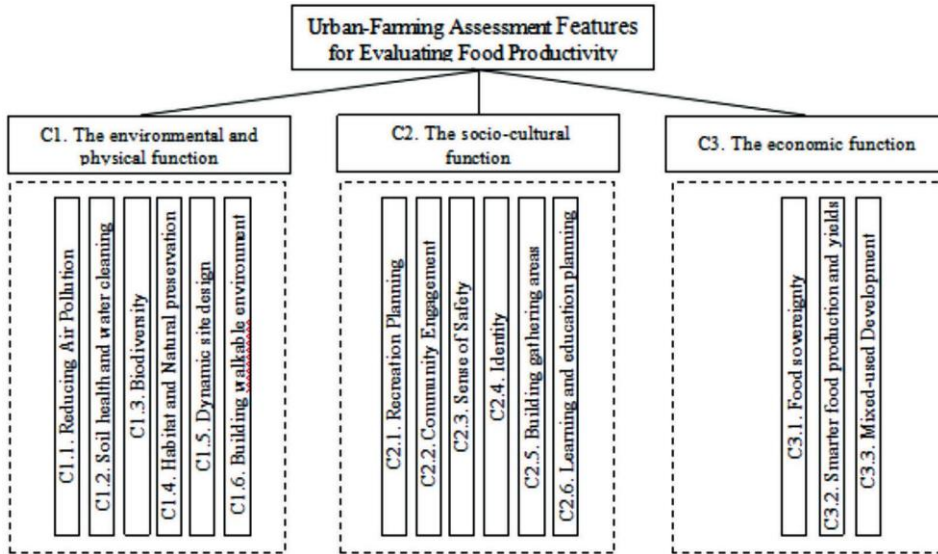 Urban-Farming Assessment Features
for Evaluating Food Productivity
C1. The environmental and
physical function
C2. The socio-cultural
function
C3. The economic function
C1.1. Reducing Air Pollution
C1.2. Soil health and water cleaning
C1.3. Biodiversity
C1.4. Habitat and Natural preservation
C1.5. Dynamic site design
C1.6. Building walkable environment
C2.1. Recreation Planning
C2.2. Community Engagement
C2.3. Sense of Safety
C2.4. Identity
C2.5. Building gathering areas
C2.6. Learning and education planning
C3.1. Food sovereignty
C3.2. Smarter food production and yields
C3.3. Mixed-used Development